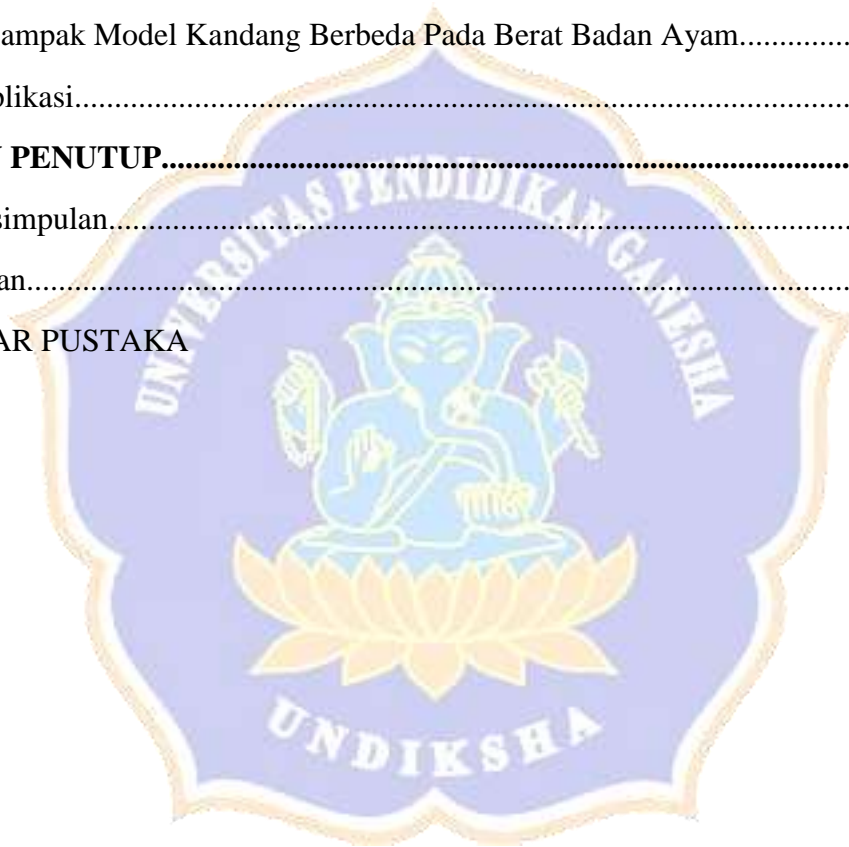 ampak Model Kandang Berbeda Pada Berat Badan Ayam..............
plikasi....................................................................................................
PENUTUP.......................................................................................
simpulan..............................................................................................
an..........................................................................................................
AR PUSTAKA
UNIVERSITAS PENDIDIKAN GANESHA
UNDIKSHA